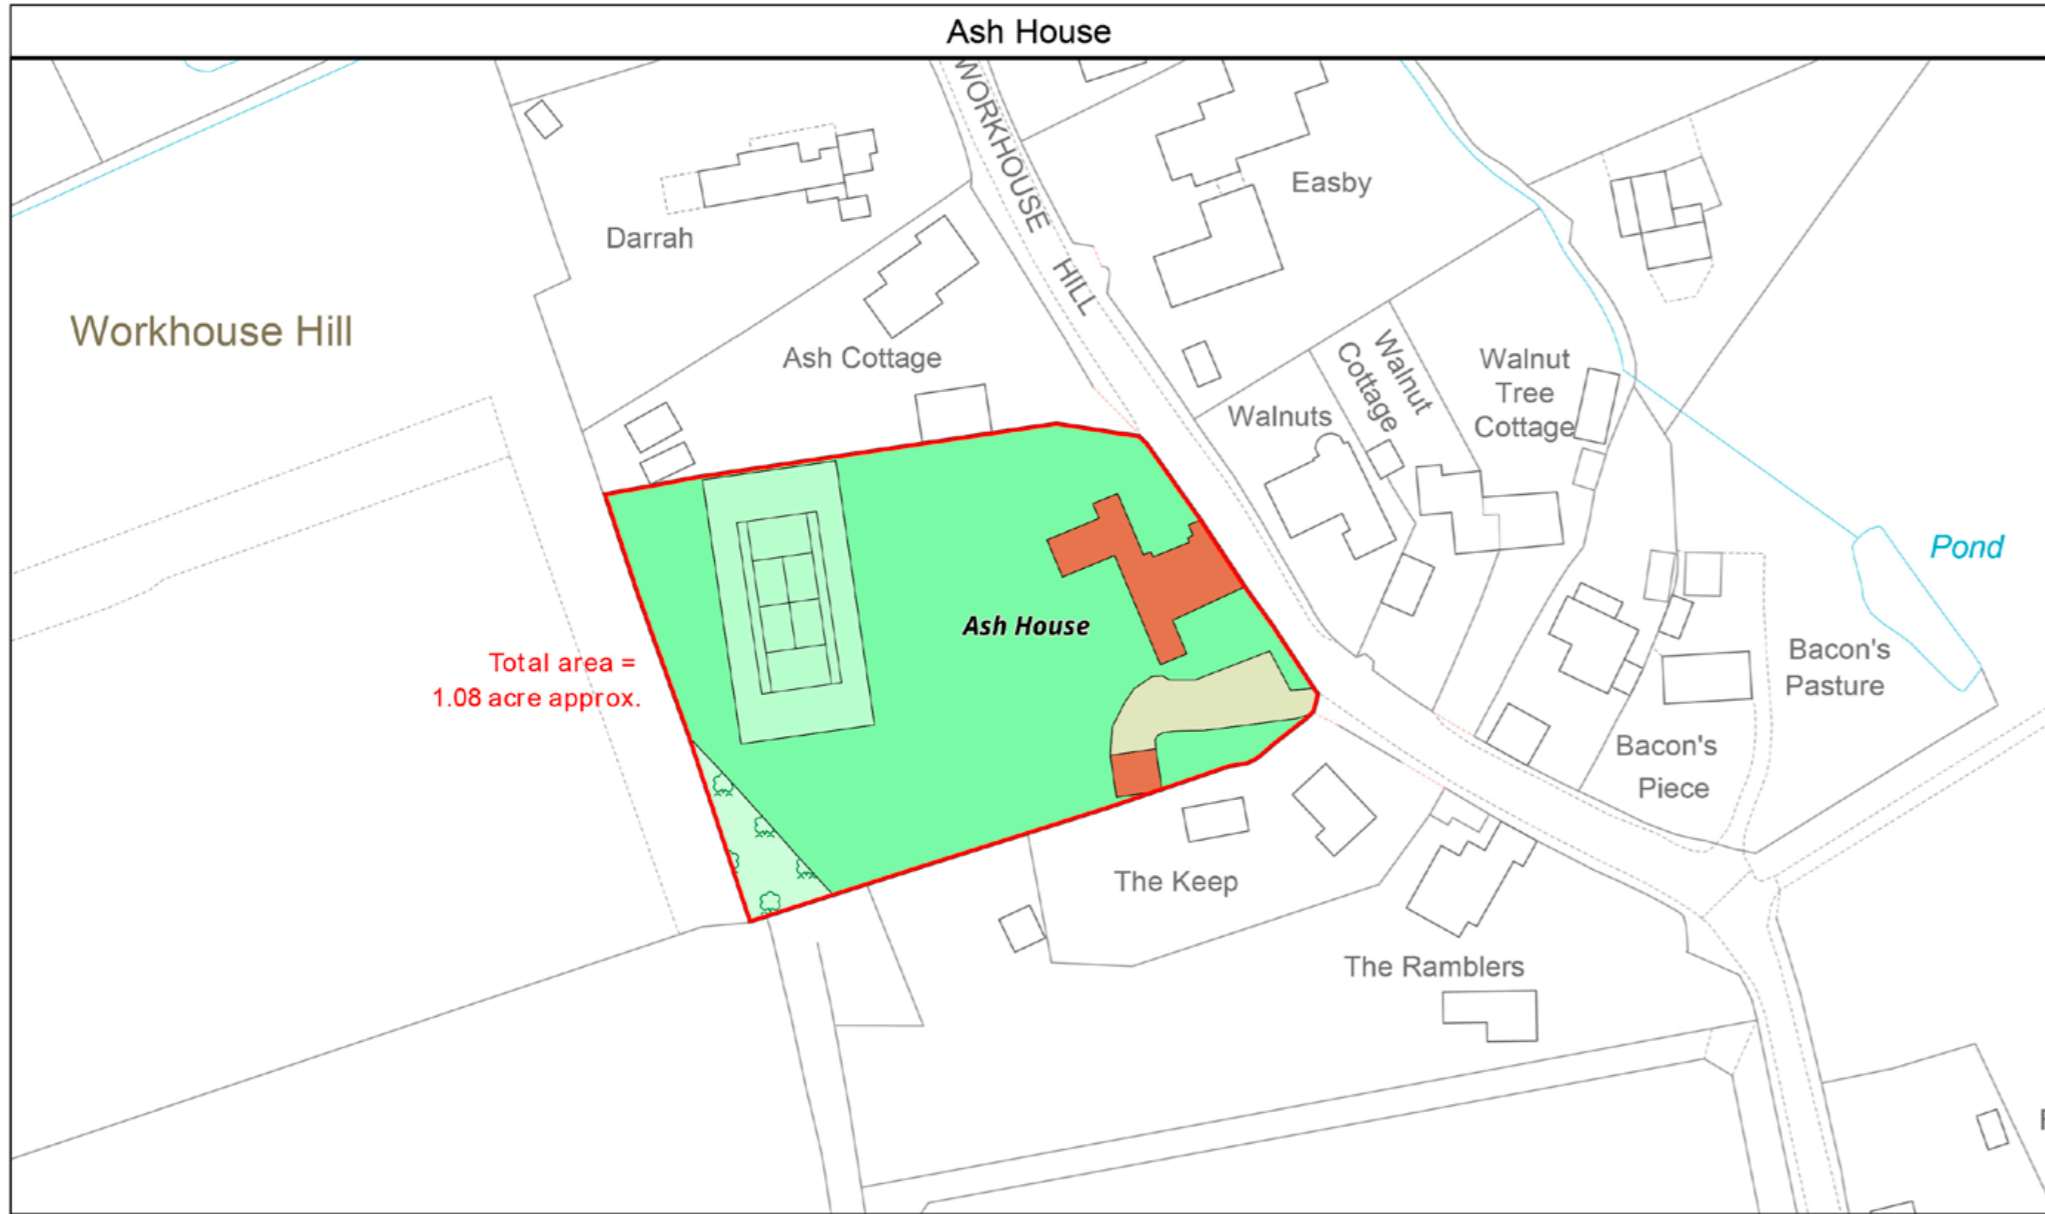 Ash House
WORKHOUSE
HILL
Easby
Darrah
Workhouse Hill
Ash Cottage
Walnut
Cottage
Walnut
Tree
Cottage
Walnuts
Pond
Ash House
Total area =
1.08 acre approx.
Bacon's
Pasture
Bacon's
Piece
The Keep
The Ramblers